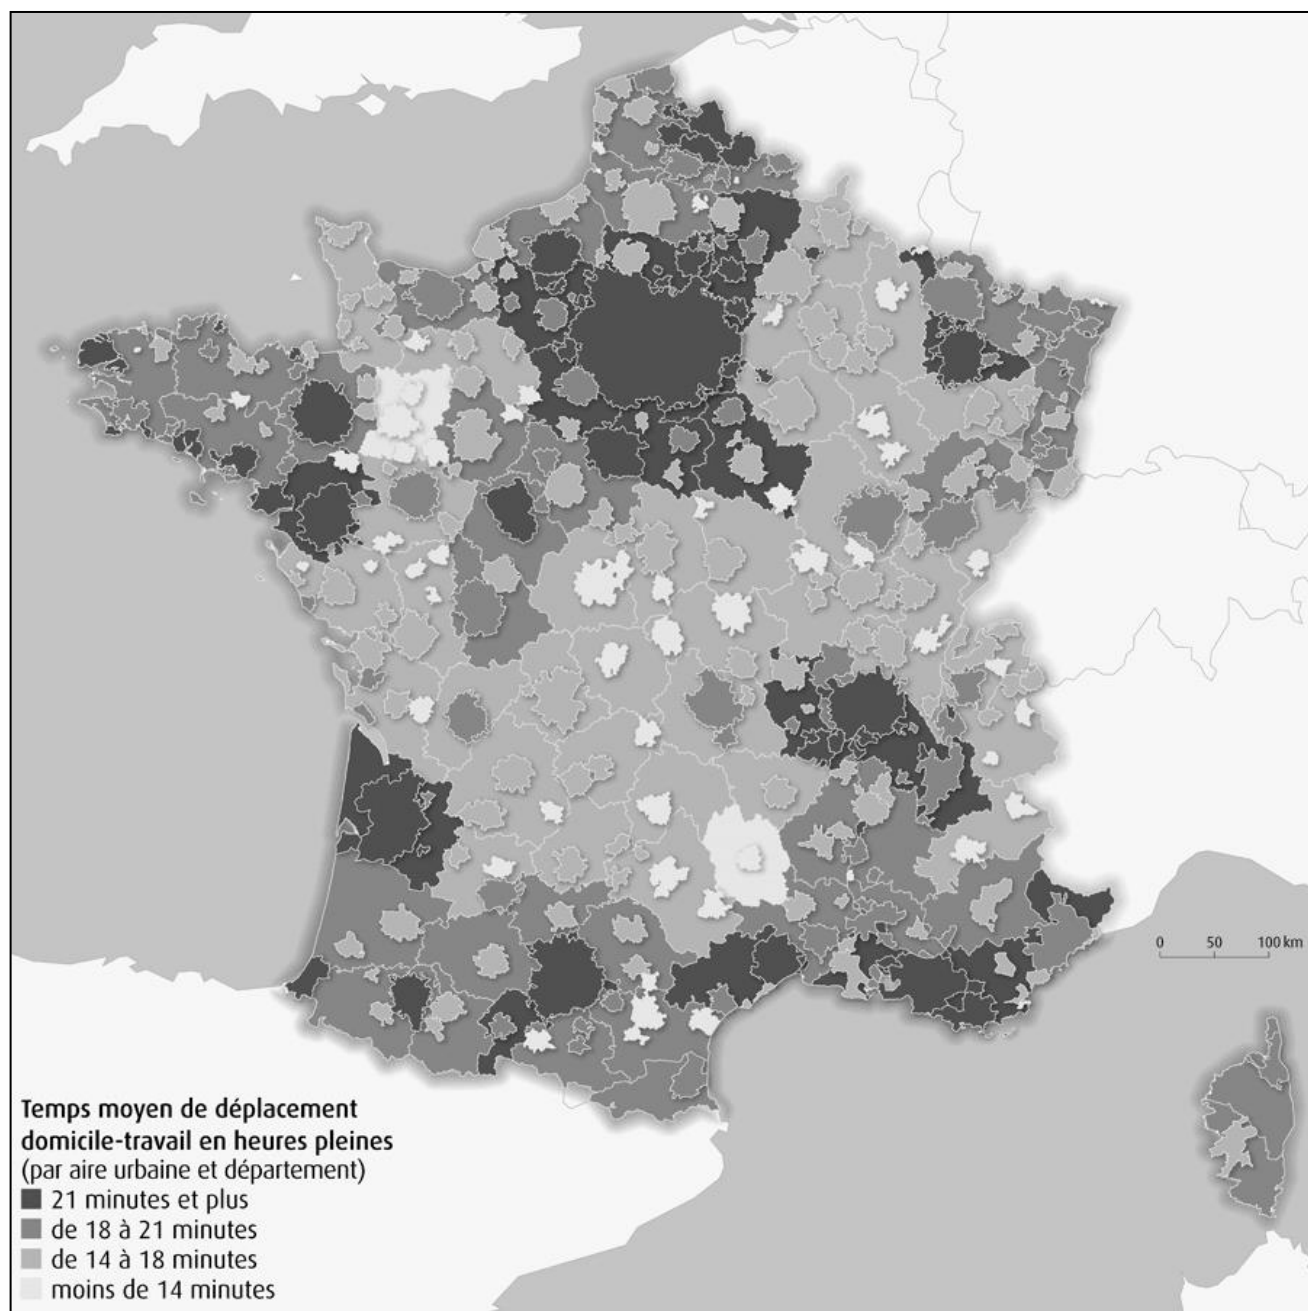 0 50 100 km
Temps moyen de déplacement
domicile-travail en heures pleines
(par aire urbaine et département)
21 minutes et plus
de 18 à 21 minutes
de 14 à 18 minutes
moins de 14 minutes